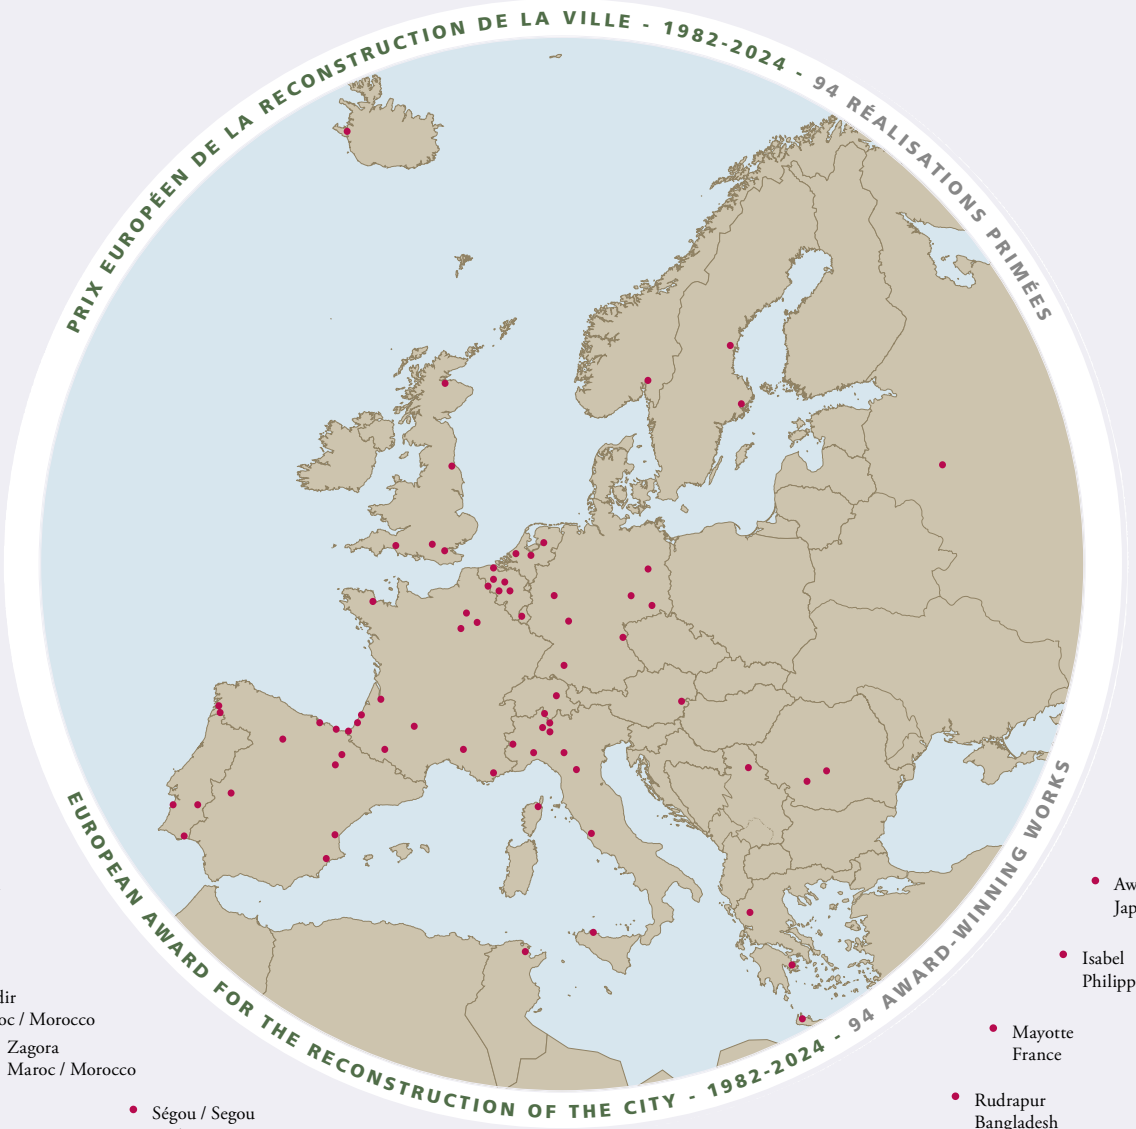 PRIX EUROPÉEN DE LA RECONSTRUCTION DE LA VILLE - 1982-2024 - 94 RÉALISATIONS PRIMÉES
EUROPEAN AWARD FOR THE RECONSTRUCTION OF THE CITY - 1982-2024 - 94 AWARD-WINNING WORKS
Isabel
Mayotte
France
Rudrapur
Bangladesh
/ Morocco
Zagora
Maroc / Morocco
Ségou / Segou